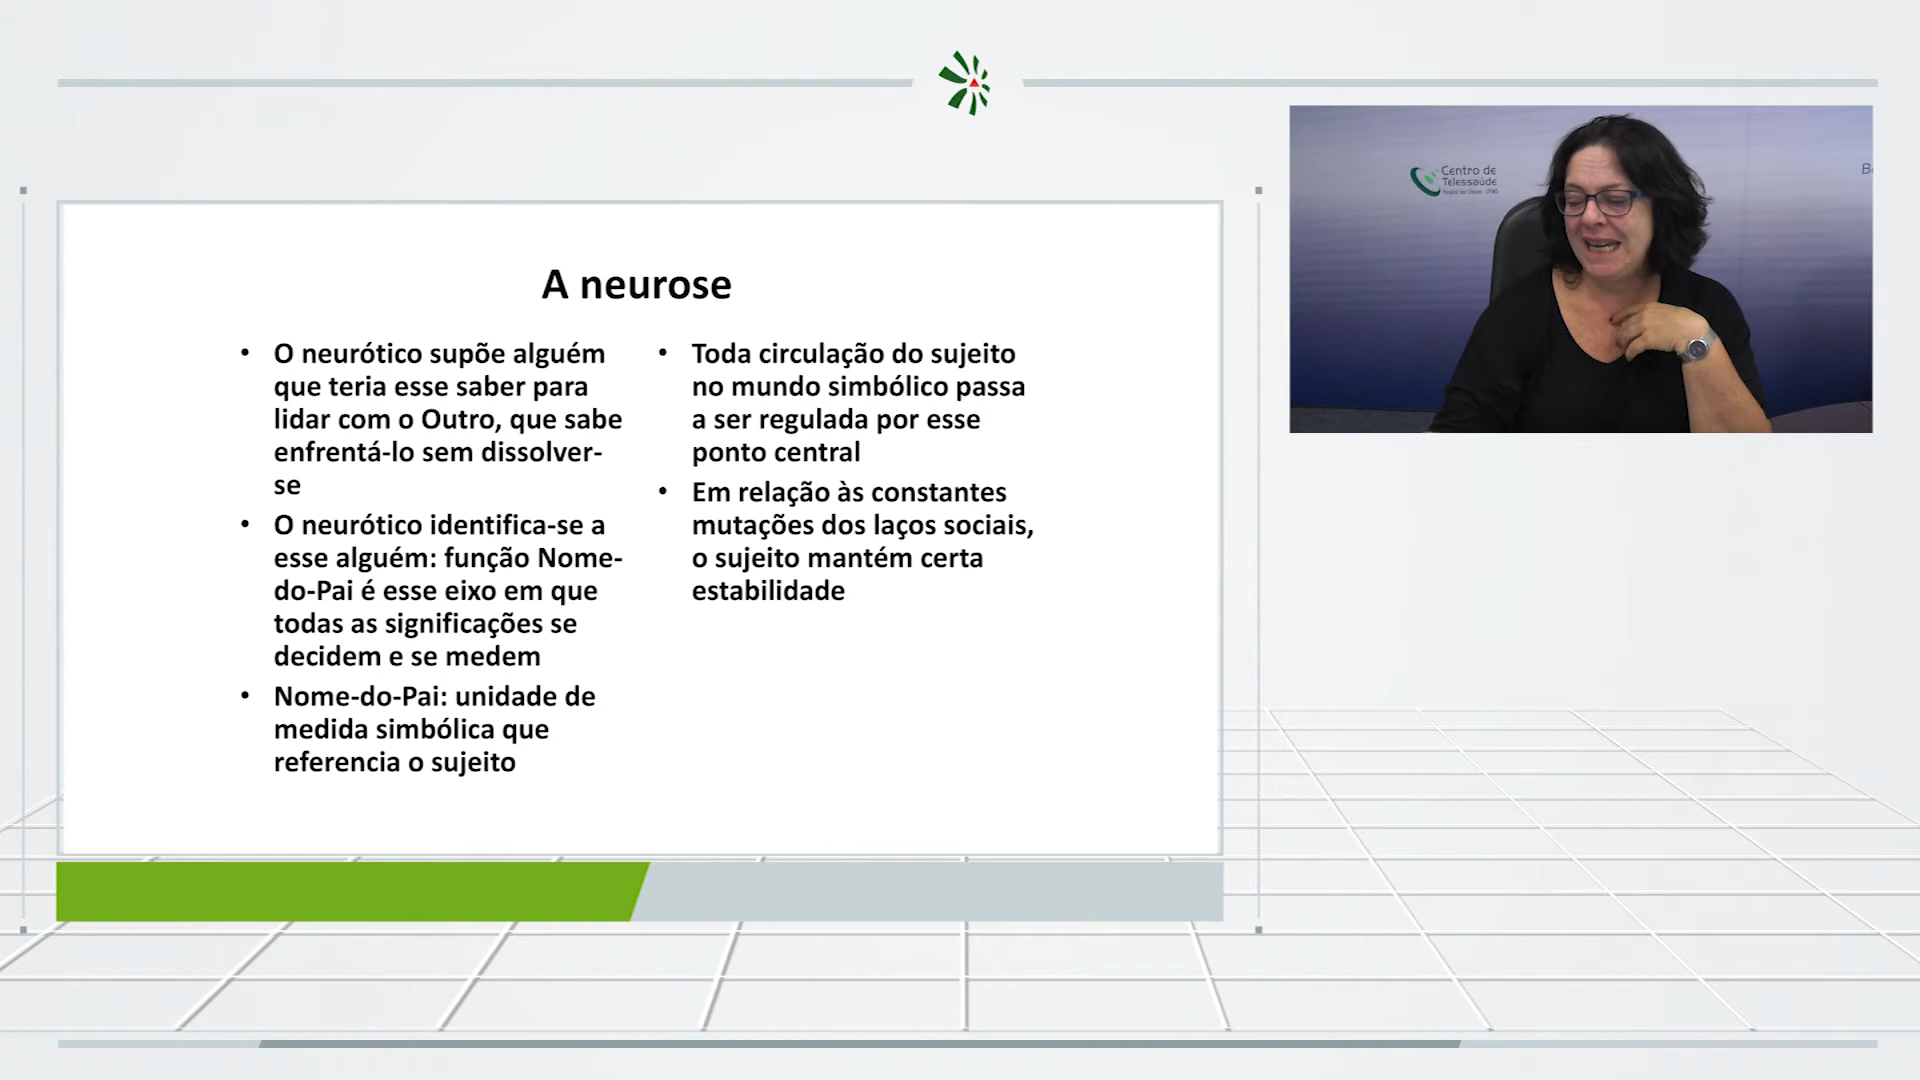 A neurose
• O neurótico supõe alguém
que teria esse saber para
lidar com o Outro, que sabe
enfrentá-lo sem dissolver-
se
• O neurótico identifica-se a
esse alguém: função Nome-
do-Pai é esse eixo em que
todas as significações se
decidem e se medem
• Nome-do-Pai: unidade de
medida simbólica que
referencia o sujeito
• Toda circulação do sujeito
no mundo simbólico passa
a ser regulada por esse
ponto central
• Em relação às constantes
mutações dos laços sociais,
o sujeito mantém certa
estabilidade
Centro de
Telessaúde